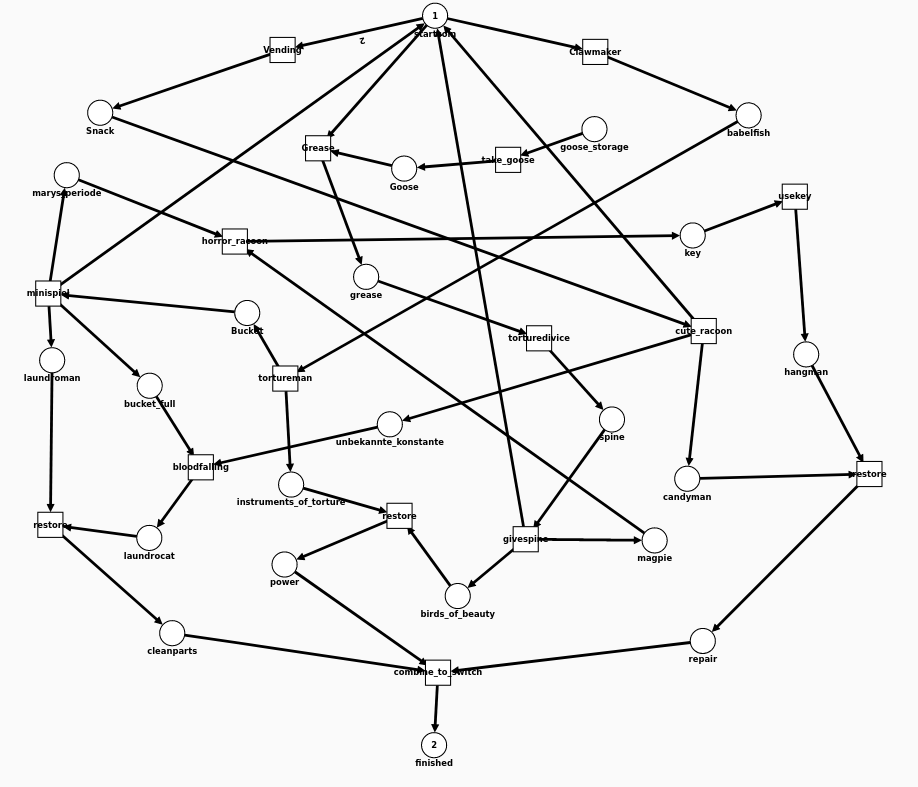 1
startrom
Vending
2
Clawmaker
Snack
babelfish
Grease
goose_storage
take_goose
Goose
marys_periode
usekey
horror_racoon
key
minispiel
grease
Bucket
torturedivice
cute_racoon
laundroman
tortureman
hangman
bucket_full
unbekannte_konstante
spine
bloodfalling
candyman
restore
instruments_of_torture
restore
restore
laundrocat
givespine
magpie
power
birds_of_beauty
cleanparts
repair
combine_to_switch
2
finished